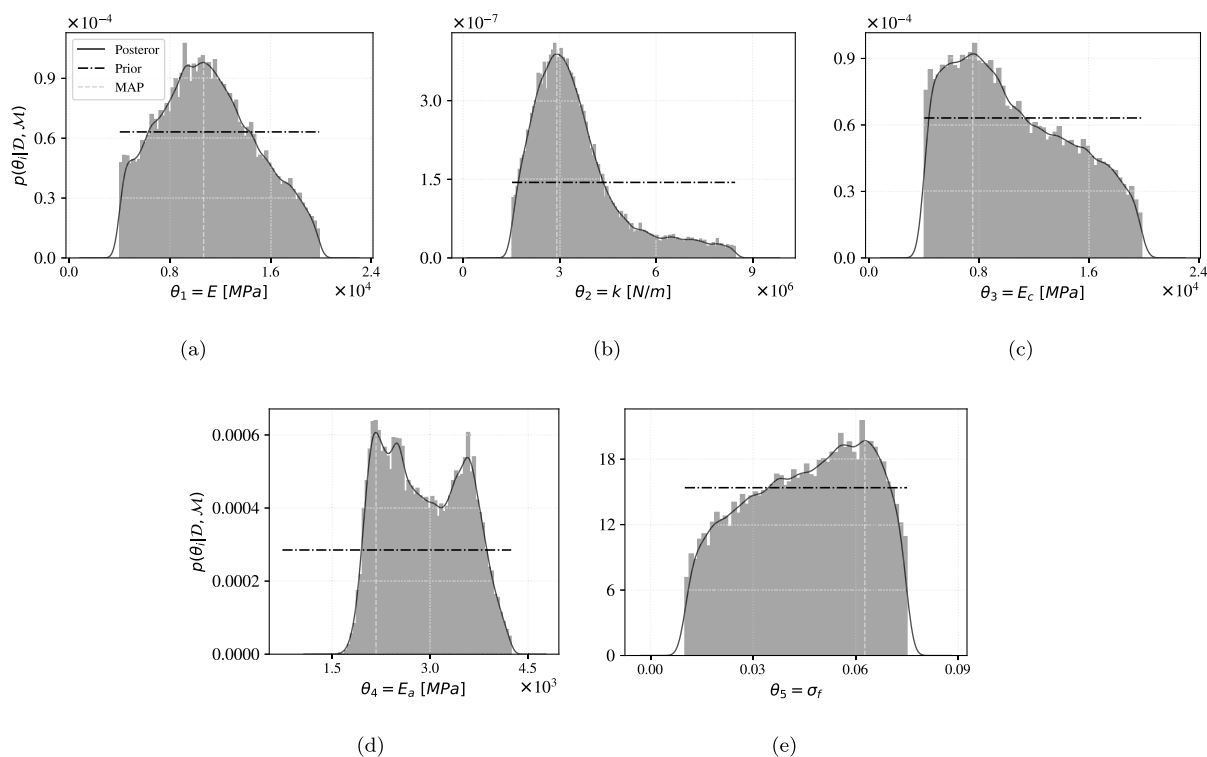 ×10⁻⁴
×10⁻⁷
×10⁻⁴
Posteror
Prior
MAP
p(θᵢ|𝒟, ℳ)
0.9
0.6
0.3
0.0
0.0 0.8 1.6 2.4
×10⁴
θ₁ = E [MPa]
3.0
1.5
0.0
0 3 6 9
×10⁶
θ₂ = k [N/m]
0.9
0.6
0.3
0.0
0.0 0.8 1.6 2.4
×10⁴
θ₃ = E_c [MPa]
(a)
(b)
(c)
p(θᵢ|𝒟, ℳ)
0.0006
0.0004
0.0002
0.0000
1.5 3.0 4.5
×10³
θ₄ = Eₐ [MPa]
18
12
6
0
0.00 0.03 0.06 0.09
θ₅ = σ_f
(d)
(e)